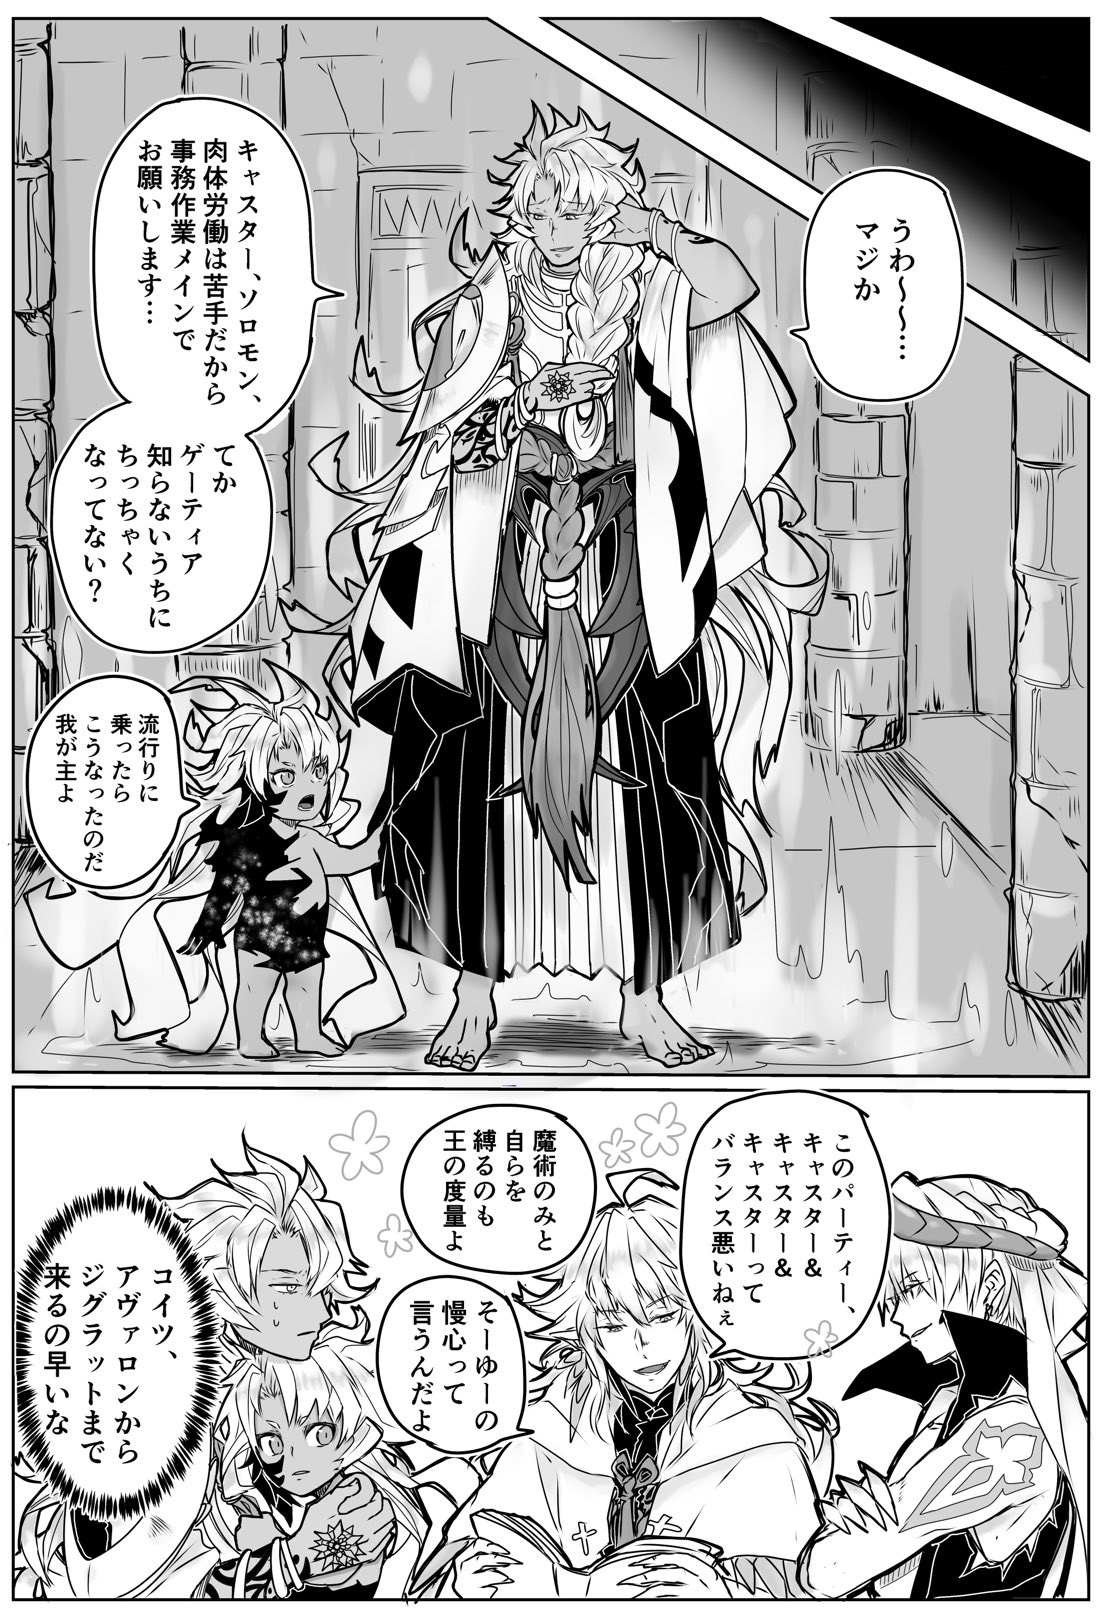 うわ～～…
マジか
キャスター、ソロモン、
肉体労働は苦手だから
事務作業メインで
お願いします…
てか
ゲーティア
知らないうちに
ちっちゃく
なってない？
流行りに
乗ったら
こうなったのだ
我が主よ
このパーティー、
キャスター＆
キャスター＆
キャスターって
バランス悪いねぇ
魔術のみと
自らを
縛るのも
王の度量よ
そーゆーの
慢心って
言うんだよ
コイツ、
アヴァロンから
ジグラットまで
来るの早いな